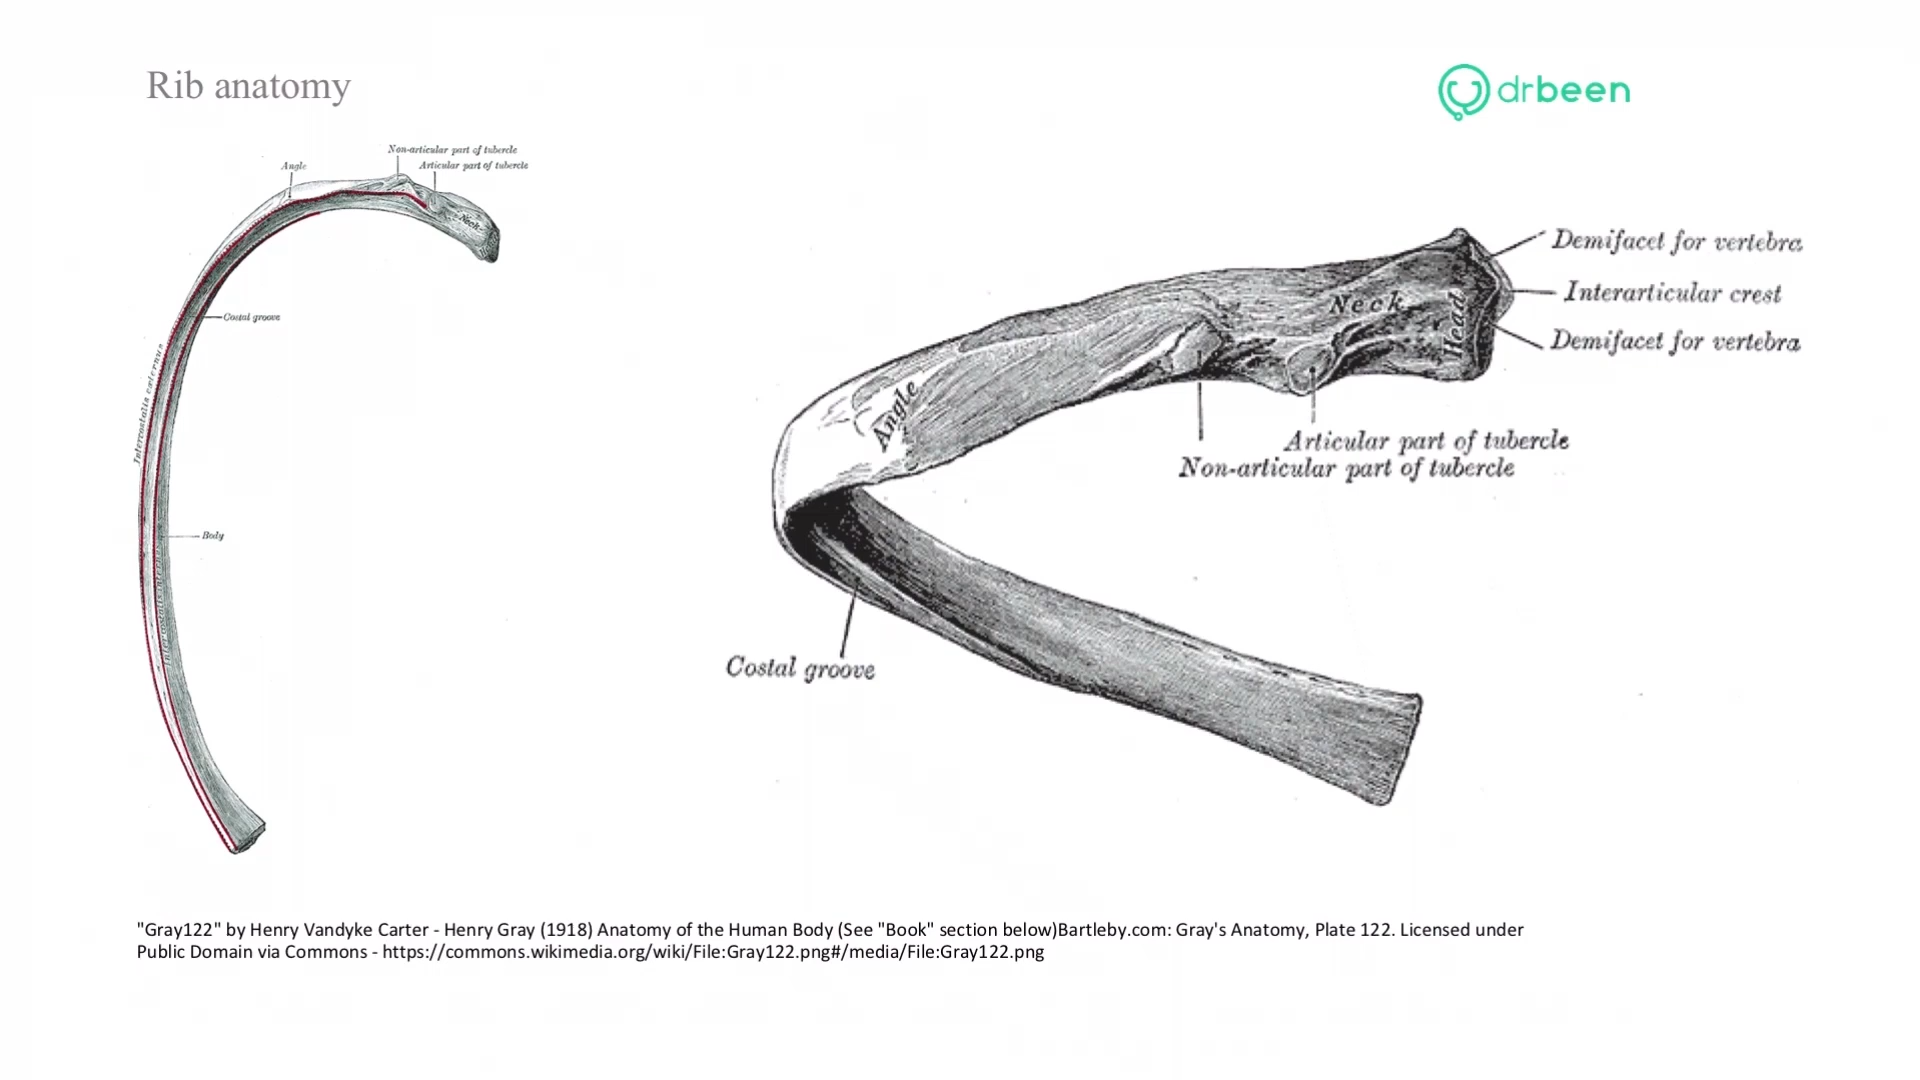 Rib anatomy
drbeen
Non-articular part of tubercle
Angle
Articular part of tubercle
Neck
Costal groove
Intercostalis externus
Body
Intercostalis internus
Demifacet for vertebra
Interarticular crest
Demifacet for vertebra
Neck
Head
Angle
Articular part of tubercle
Non-articular part of tubercle
Costal groove
"Gray122" by Henry Vandyke Carter - Henry Gray (1918) Anatomy of the Human Body (See "Book" section below)Bartleby.com: Gray's Anatomy, Plate 122. Licensed under
Public Domain via Commons - https://commons.wikimedia.org/wiki/File:Gray122.png#/media/File:Gray122.png